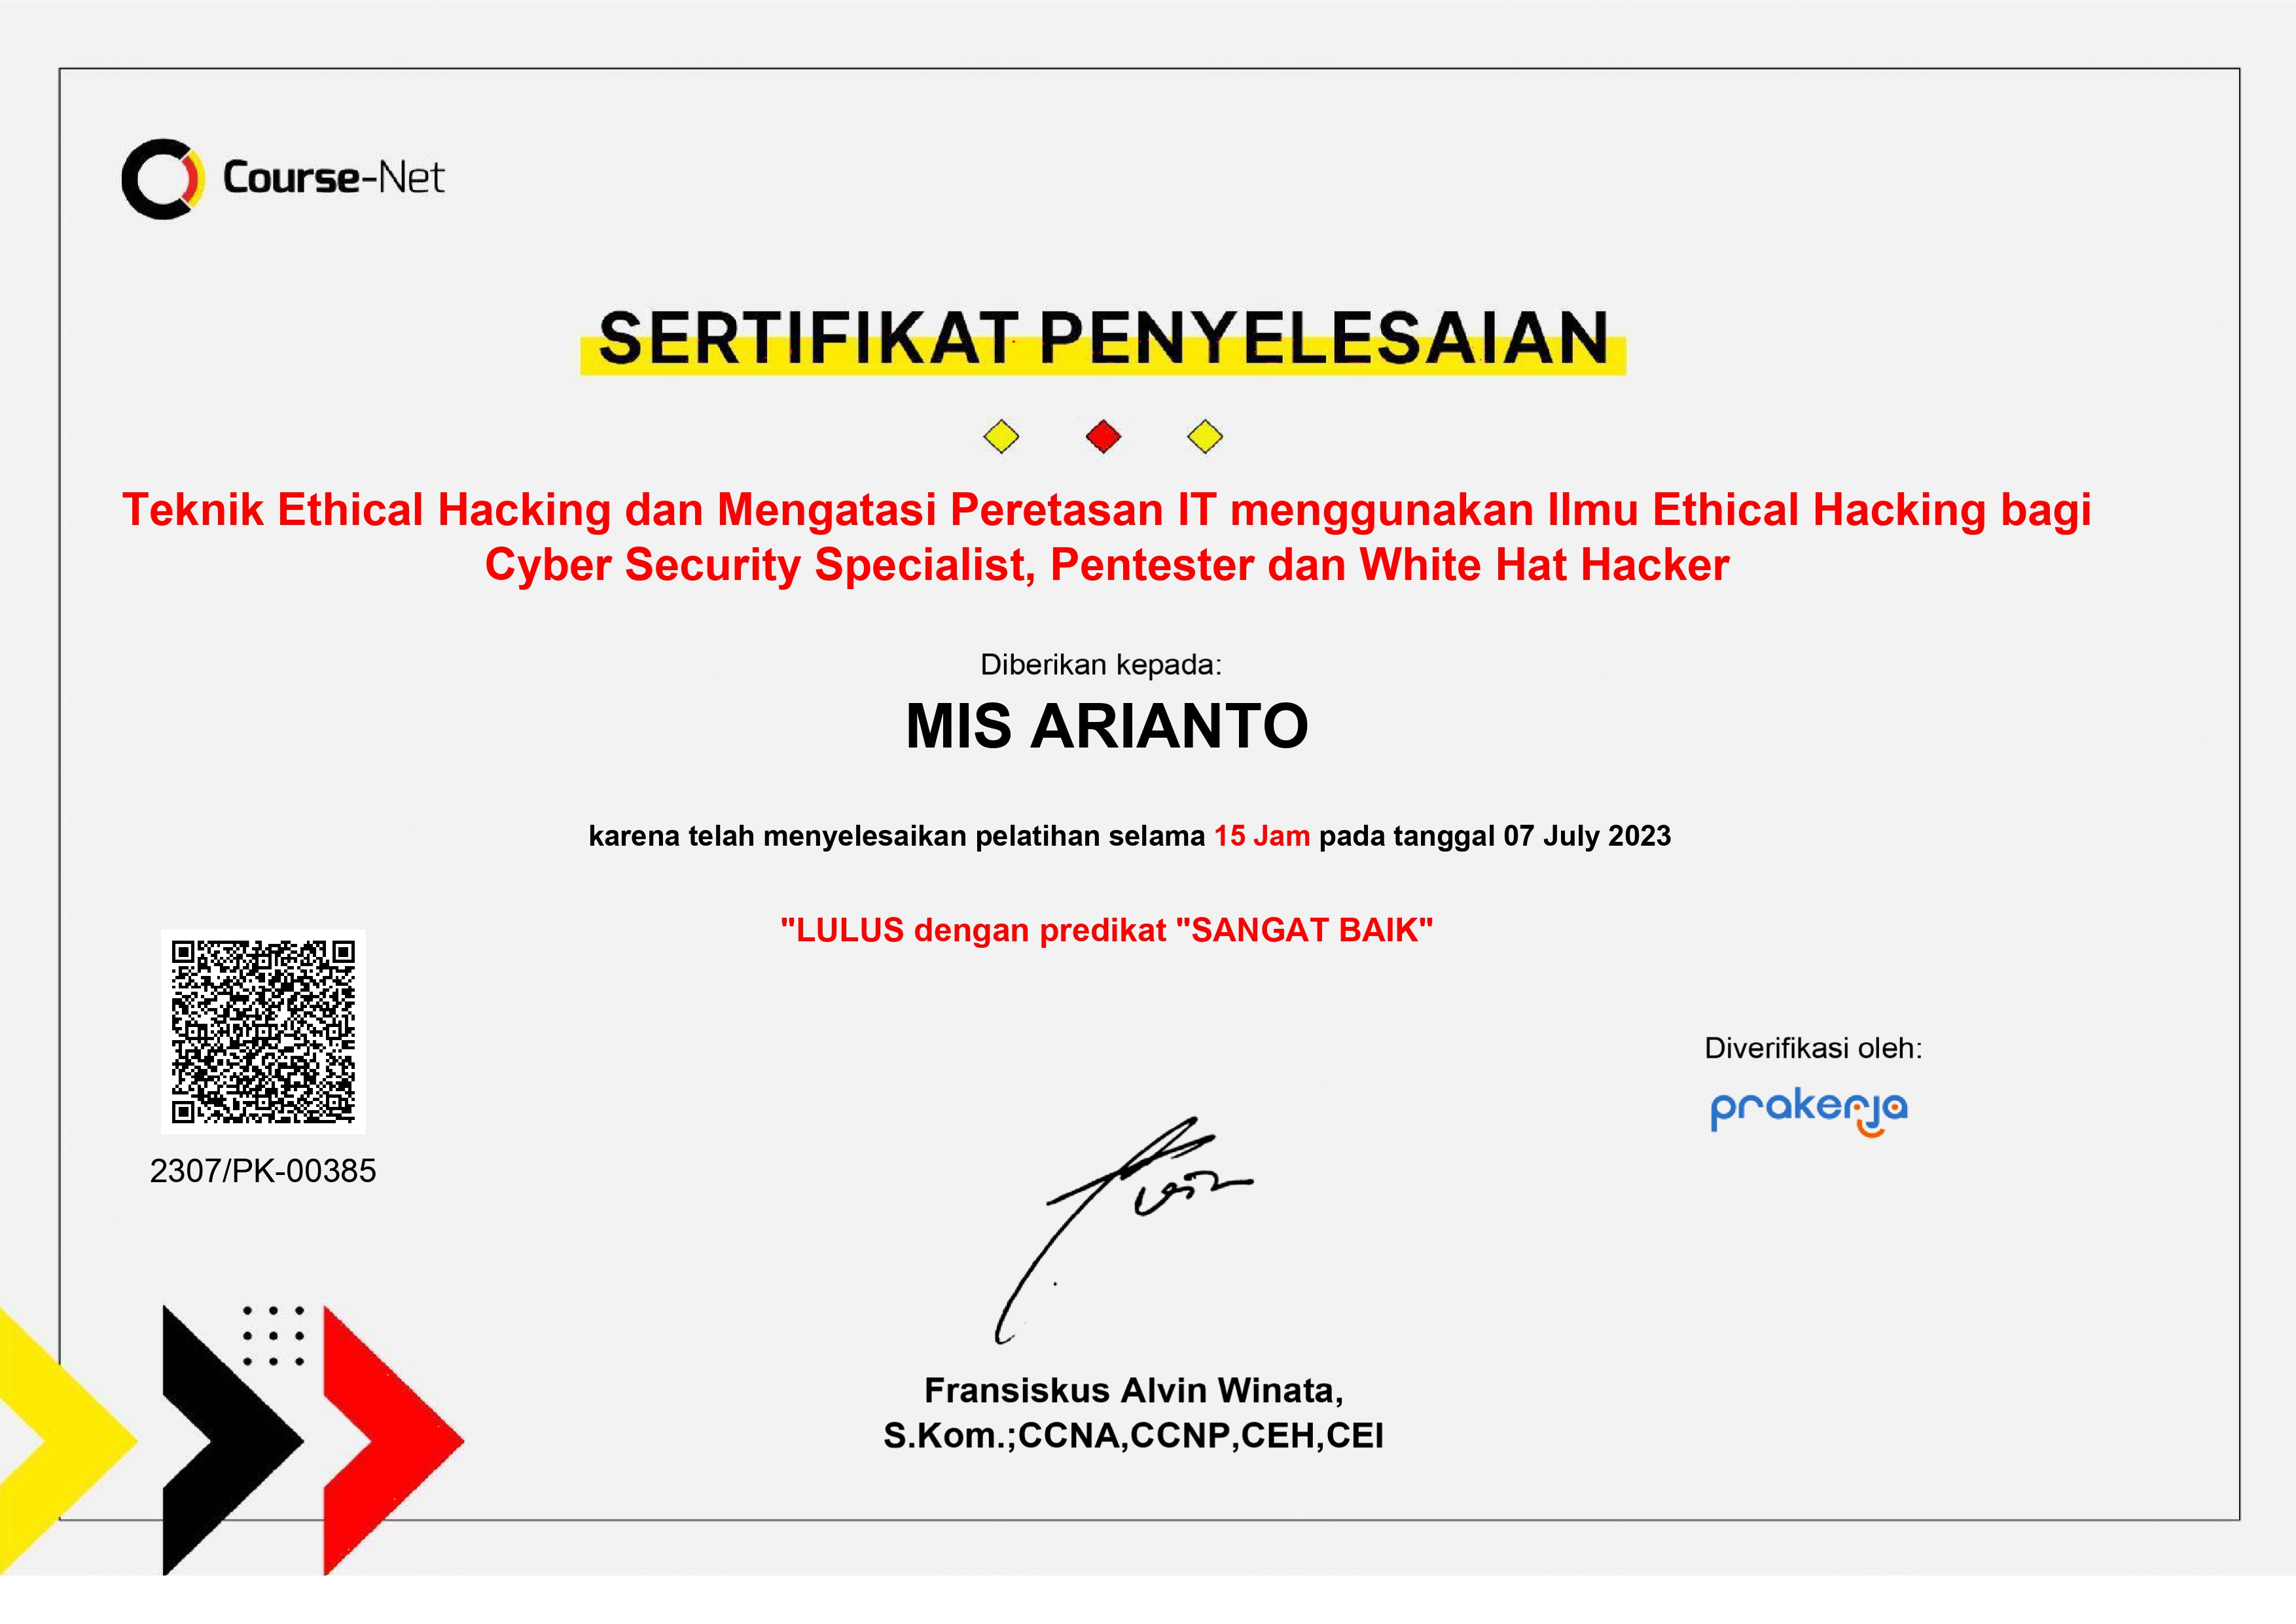 Course-Net
SERTIFIKAT PENYELESAIAN
Teknik Ethical Hacking dan Mengatasi Peretasan IT menggunakan Ilmu Ethical Hacking bagi
Cyber Security Specialist, Pentester dan White Hat Hacker
Diberikan kepada:
MIS ARIANTO
karena telah menyelesaikan pelatihan selama 15 Jam pada tanggal 07 July 2023
"LULUS dengan predikat "SANGAT BAIK"
2307/PK-00385
Diverifikasi oleh:
prakerja
Fransiskus Alvin Winata,
S.Kom.;CCNA,CCNP,CEH,CEI